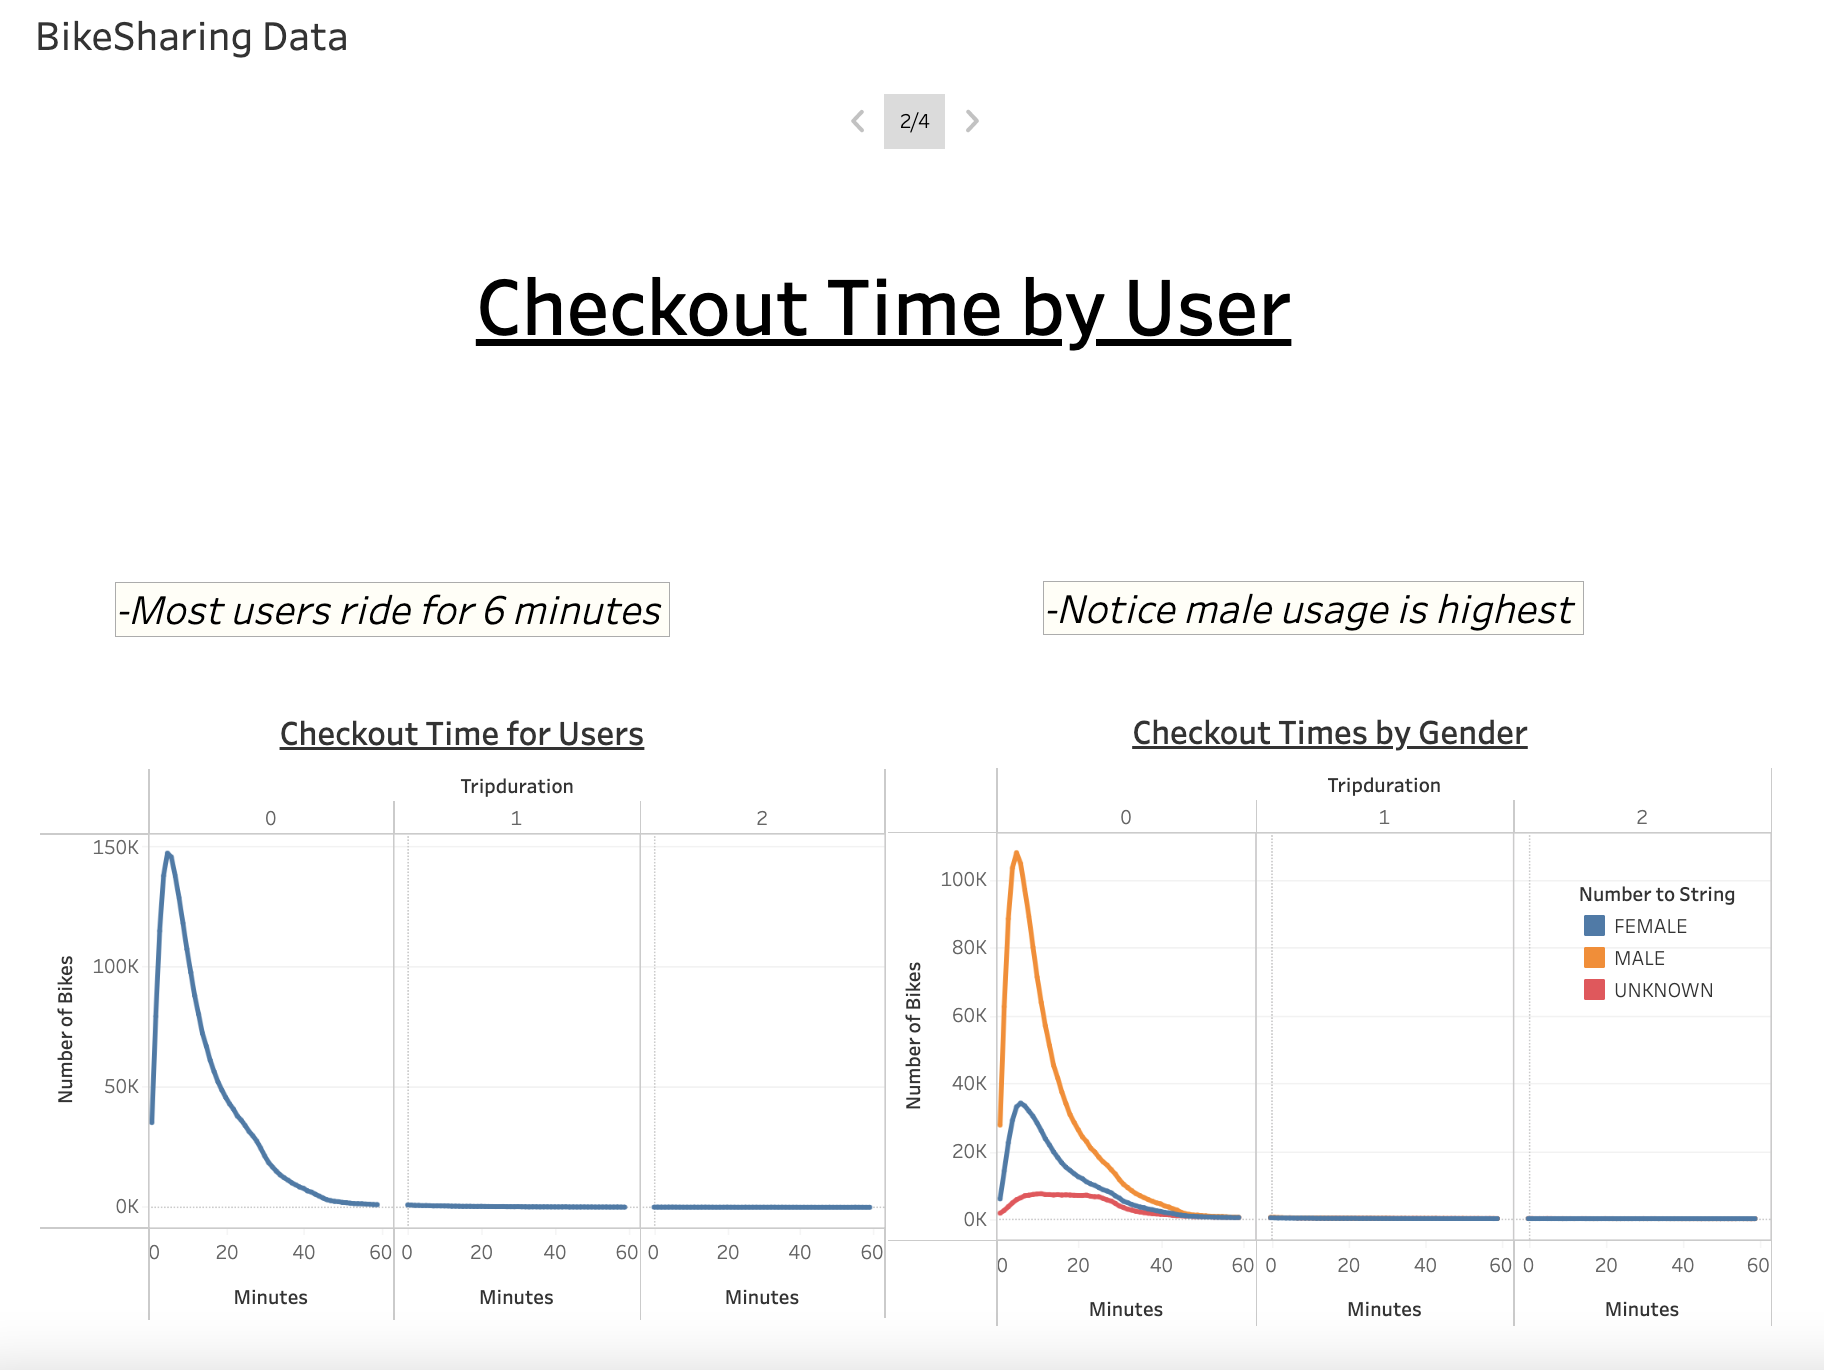 BikeSharing Data
2/4
Checkout Time by User
-Most users ride for 6 minutes
-Notice male usage is highest
Checkout Time for Users
Tripduration
0 1 2
150K
100K
50K
0K
Number of Bikes
0 20 40 60 0 20 40 60 0 20 40 60
Minutes Minutes Minutes
Checkout Times by Gender
Tripduration
0 1 2
100K
80K
60K
40K
20K
0K
Number of Bikes
Number to String
FEMALE
MALE
UNKNOWN
0 20 40 60 0 20 40 60 0 20 40 60
Minutes Minutes Minutes